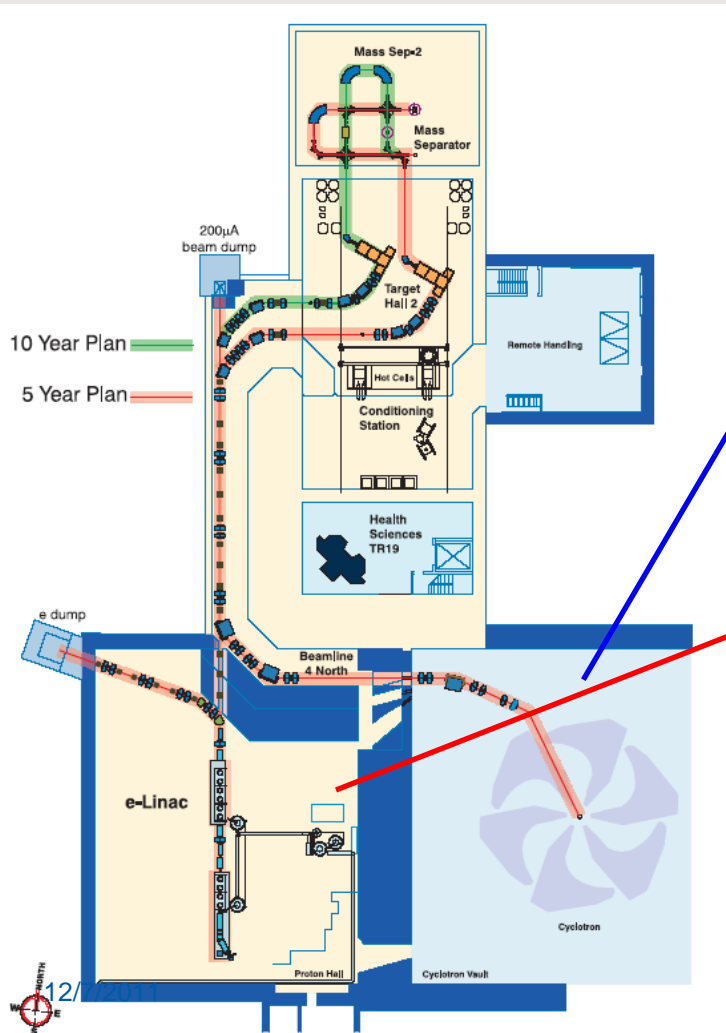 Mass Sep-2
Mass
Separator
200µA
beam dump
Target
Hall 2
10 Year Plan
Remote Handling
Hot Cells
5 Year Plan
Conditioning
Station
Health
Sciences
TR19
e dump
Beamline
4 North
e-Linac
Cyclotron
Proton Hall
Cyclotron Vault
NORTH
W
E
S
12/7/2011